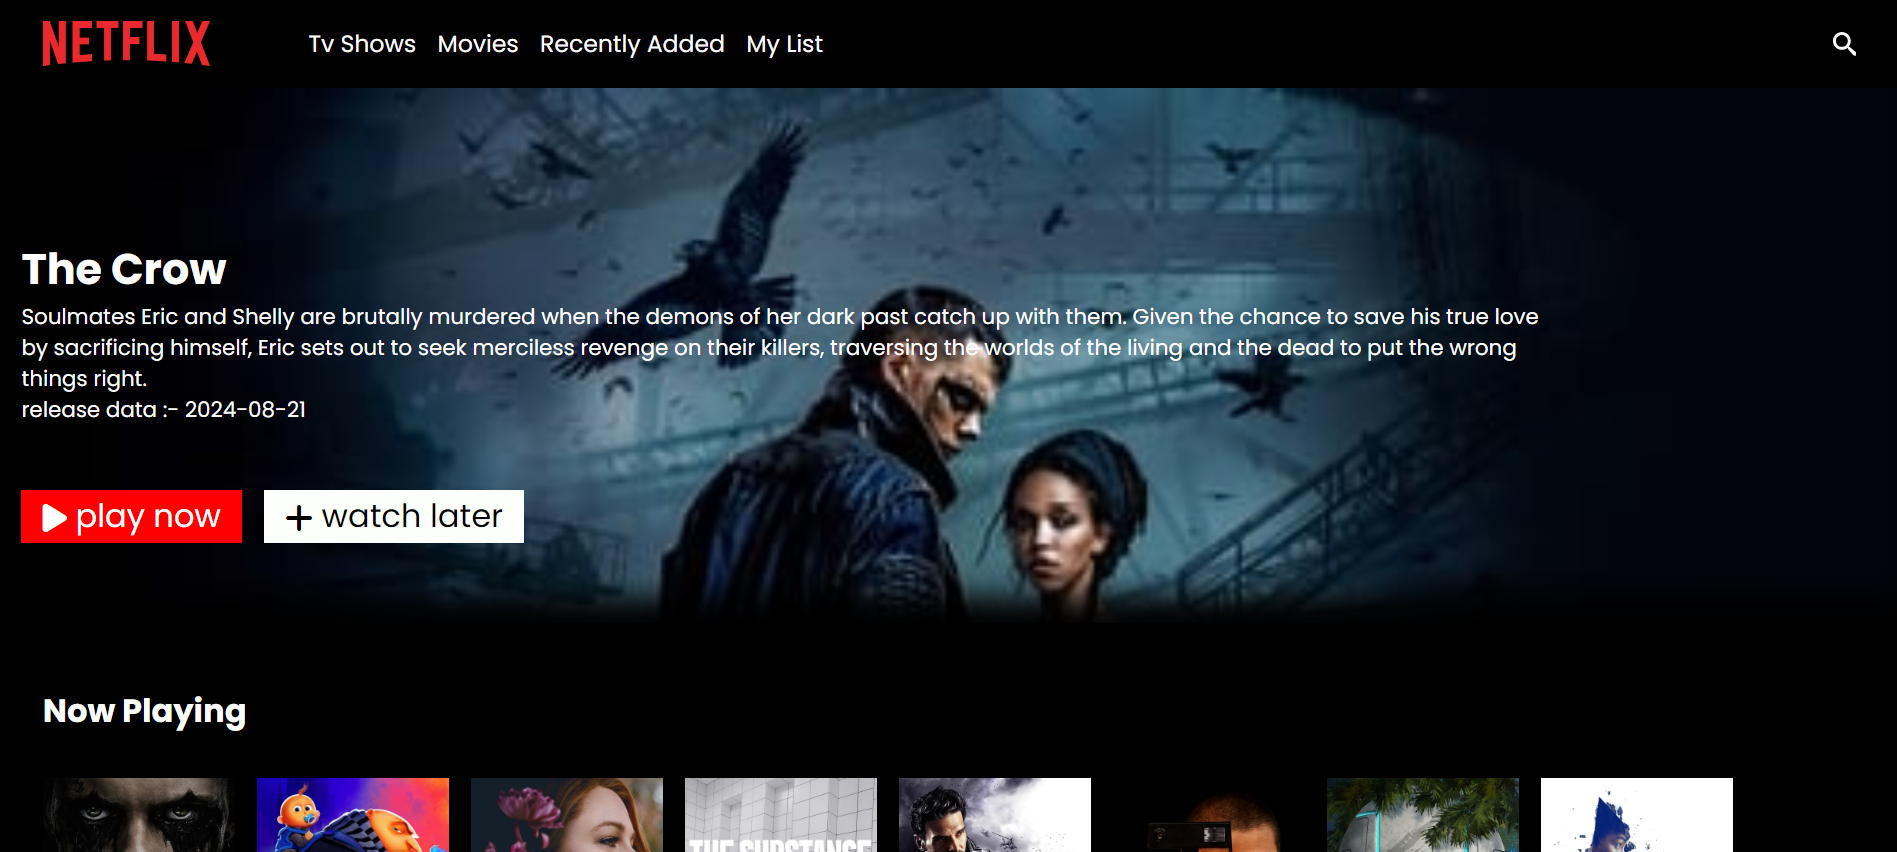 NETFLIX
Tv Shows Movies Recently Added My List
The Crow
Soulmates Eric and Shelly are brutally murdered when the demons of her dark past catch up with them. Given the chance to save his true love
by sacrificing himself, Eric sets out to seek merciless revenge on their killers, traversing the worlds of the living and the dead to put the wrong
things right.
release data :- 2024-08-21
play now
watch later
Now Playing
THE SUBSTANCE